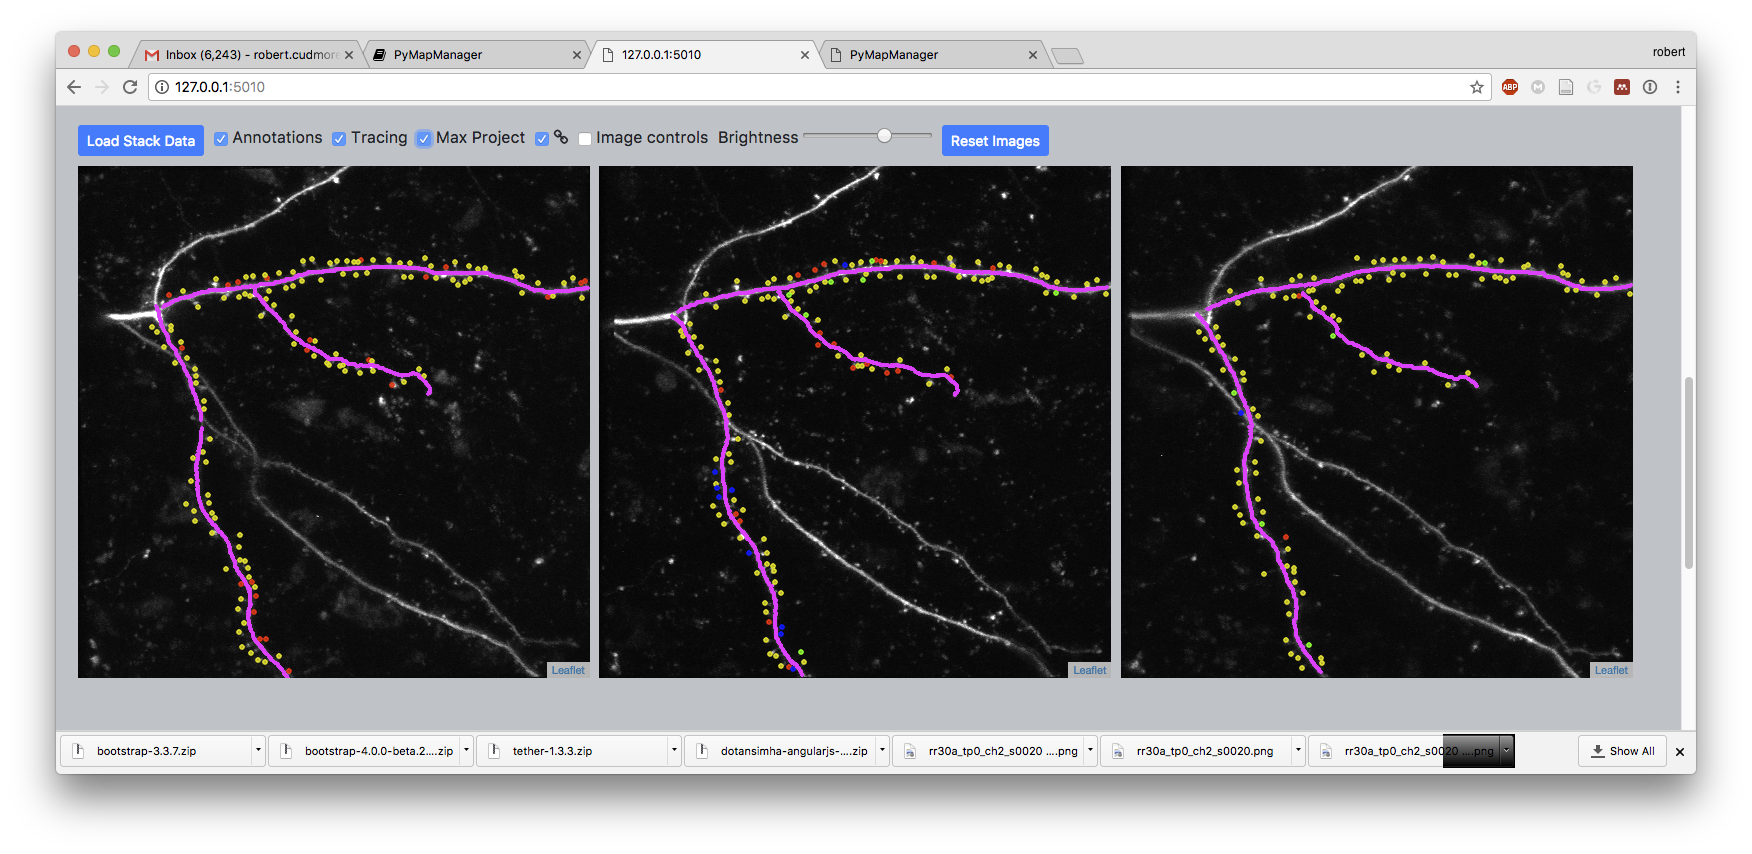 Inbox (6,243) - robert.cudmore
PyMapManager
127.0.0.1:5010
PyMapManager
robert
127.0.0.1:5010
ABP
Load Stack Data
Annotations
Tracing
Max Project
Image controls
Brightness
Reset Images
Leaflet
Leaflet
Leaflet
bootstrap-3.3.7.zip
bootstrap-4.0.0-beta.2....zip
tether-1.3.3.zip
dotansimha-angularjs-....zip
rr30a_tp0_ch2_s0020 ....png
rr30a_tp0_ch2_s0020.png
rr30a_tp0_ch2_s0020 ....png
Show All